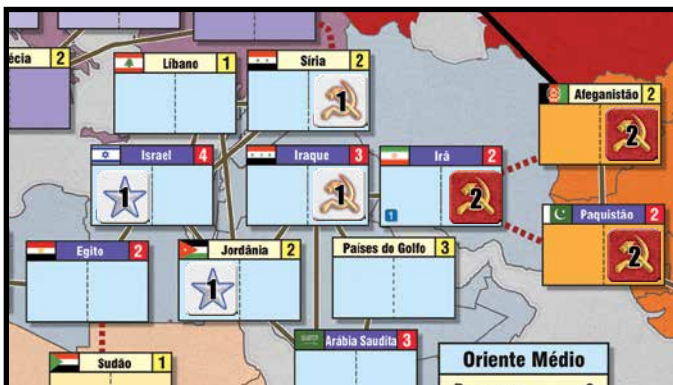 écia 2
Líbano 1
Síria 2
1
Afeganistão 2
2
Israel 4
1
Iraque 3
1
Irã 2
1
2
Paquistão 2
2
Egito 2
Jordânia 2
1
Países do Golfo 3
Arábia Saudita 3
Sudão 1
Oriente Médio